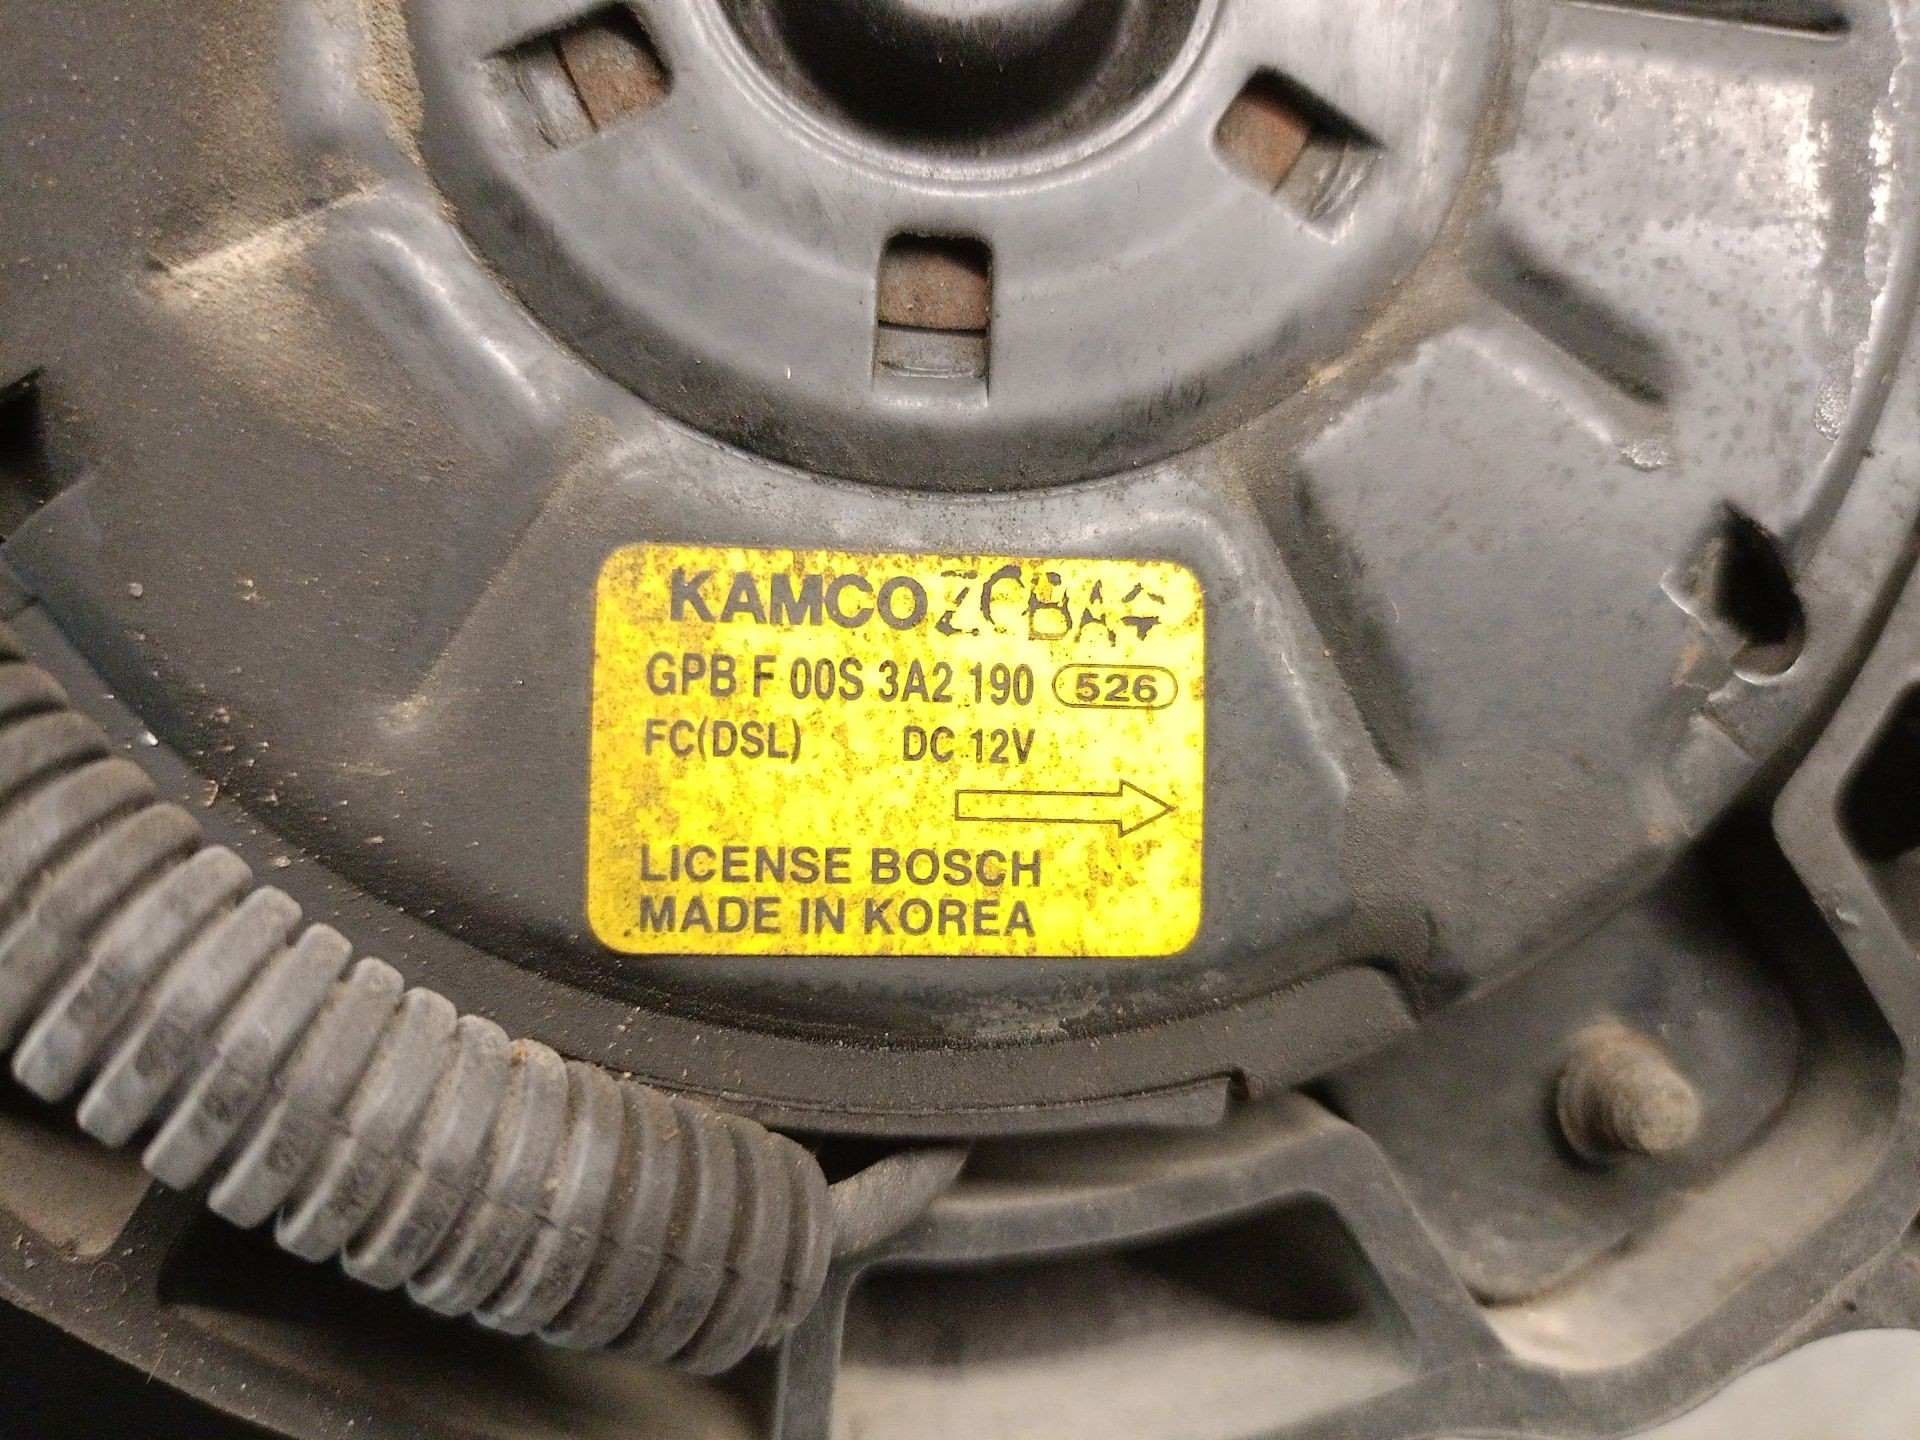 KAMCO
GPB F 00S 3A2 190 526
FC(DSL) DC 12V
LICENSE BOSCH
MADE IN KOREA